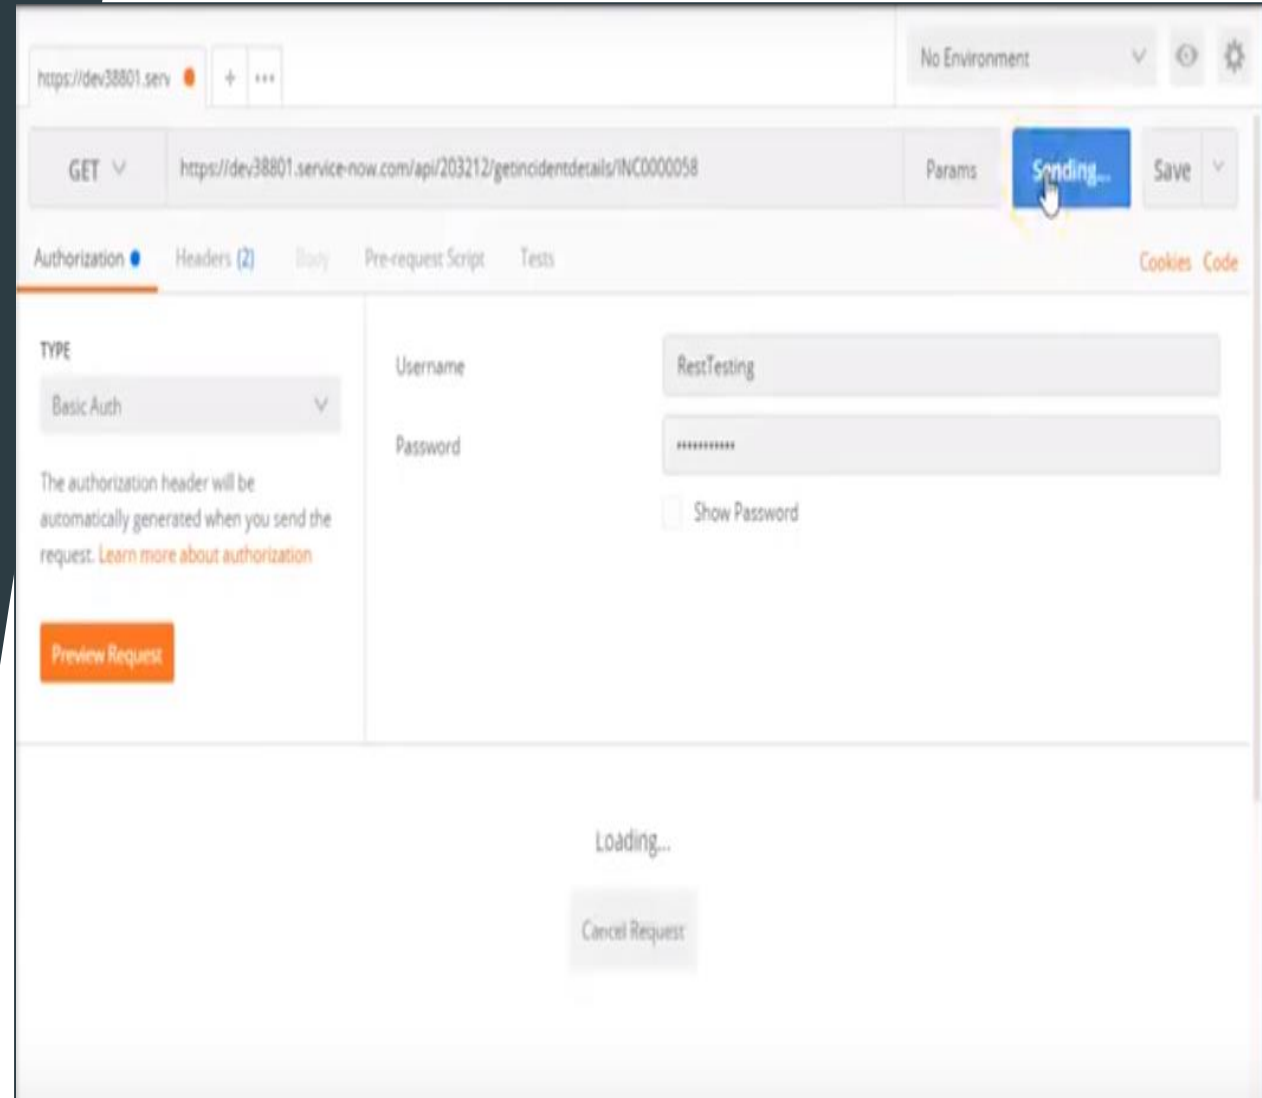 No Environment
https://dev38801.serv + •••
GET https://dev38801.service-now.com/api/203212/getincidentdetails/INC0000058 Params Sending... Save
Authorization Headers (2) Body Pre-request Script Tests Cookies Code
TYPE
Username RestTesting
Basic Auth
Password •••••••••••
The authorization header will be
automatically generated when you send the
request. Learn more about authorization
Show Password
Preview Request
Loading...
Cancel Request